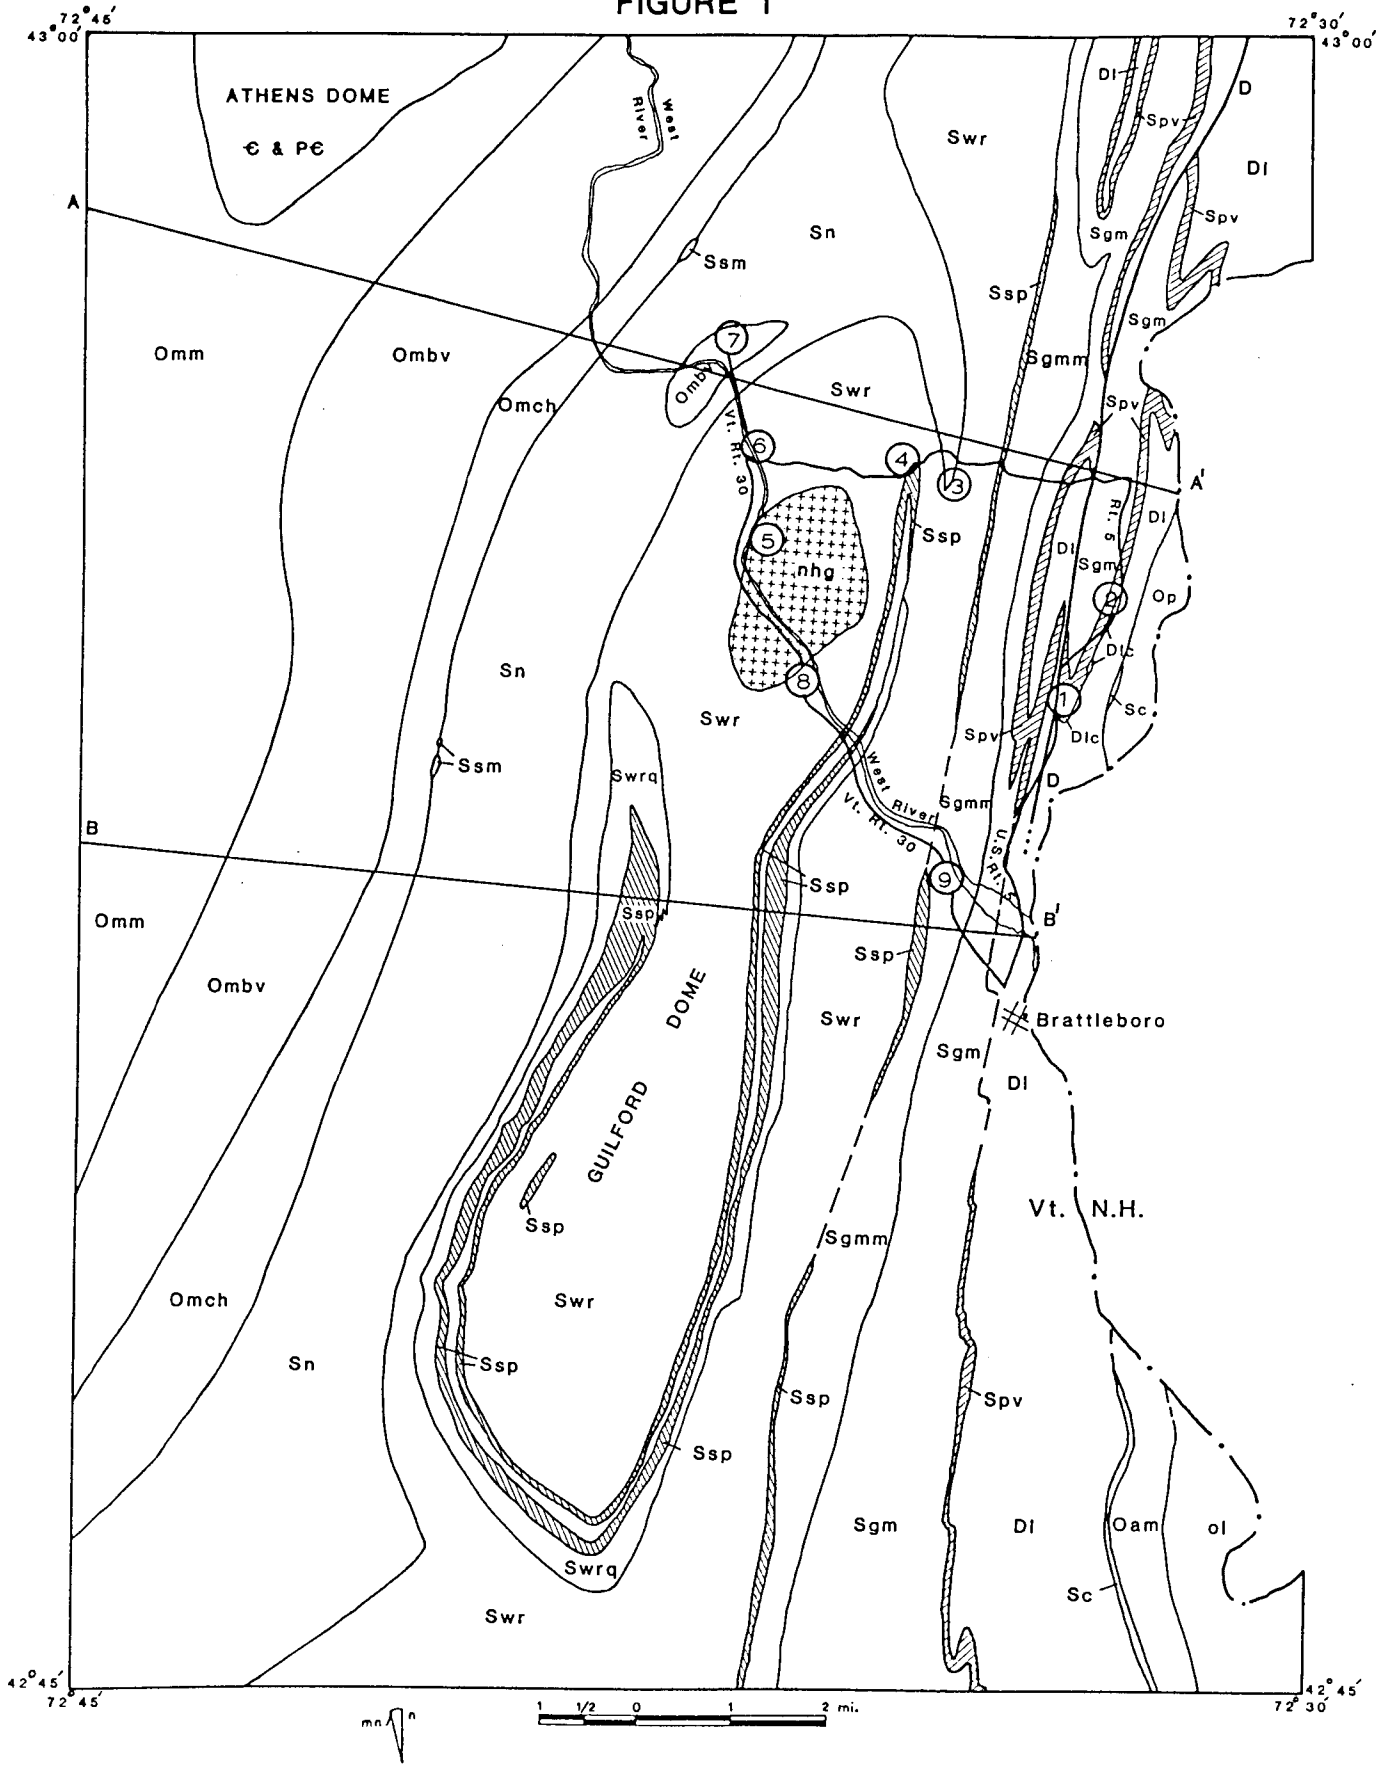 FIGURE 1
72°45′
43°00′
72°30′
43°00′
ATHENS DOME
Є & PЄ
West
River
Swr
Dl
Spv
D
Dl
A
Spv
Sn
Sgm
Ssm
Ssp
Sgm
7
Omm
Ombv
Sgmm
Ombv
Swr
Omch
Spv
Vt. Rt. 30
6
4
3
A′
Rt. 5
Dl
Ssp
5
Dl
nhg
Sgm
2
Op
Dlc
Sn
8
1
Sc
Swr
Spv
Dlc
Ssm
West
River
Swrq
D
Sgmm
Vt. Rt. 30
U.S. Rt. 5
B
9
Ssp
Ssp
B′
Omm
Ssp
Ombv
DOME
Swr
Brattleboro
Sgm
Dl
GUILFORD
Vt. N.H.
Ssp
Sgmm
Omch
Swr
Sn
Ssp
Ssp
Spv
Ssp
Sgm
Dl
Oam
ol
Swrq
Sc
Swr
42°45′
72°45′
42°45′
72°30′
mn n
1 1/2 0 1 2 mi.